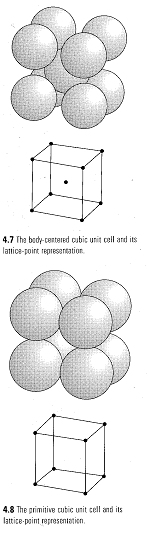 4.7 The body-centered cubic unit cell and its
lattice-point representation.
4.8 The primitive cubic unit cell and its
lattice-point representation.